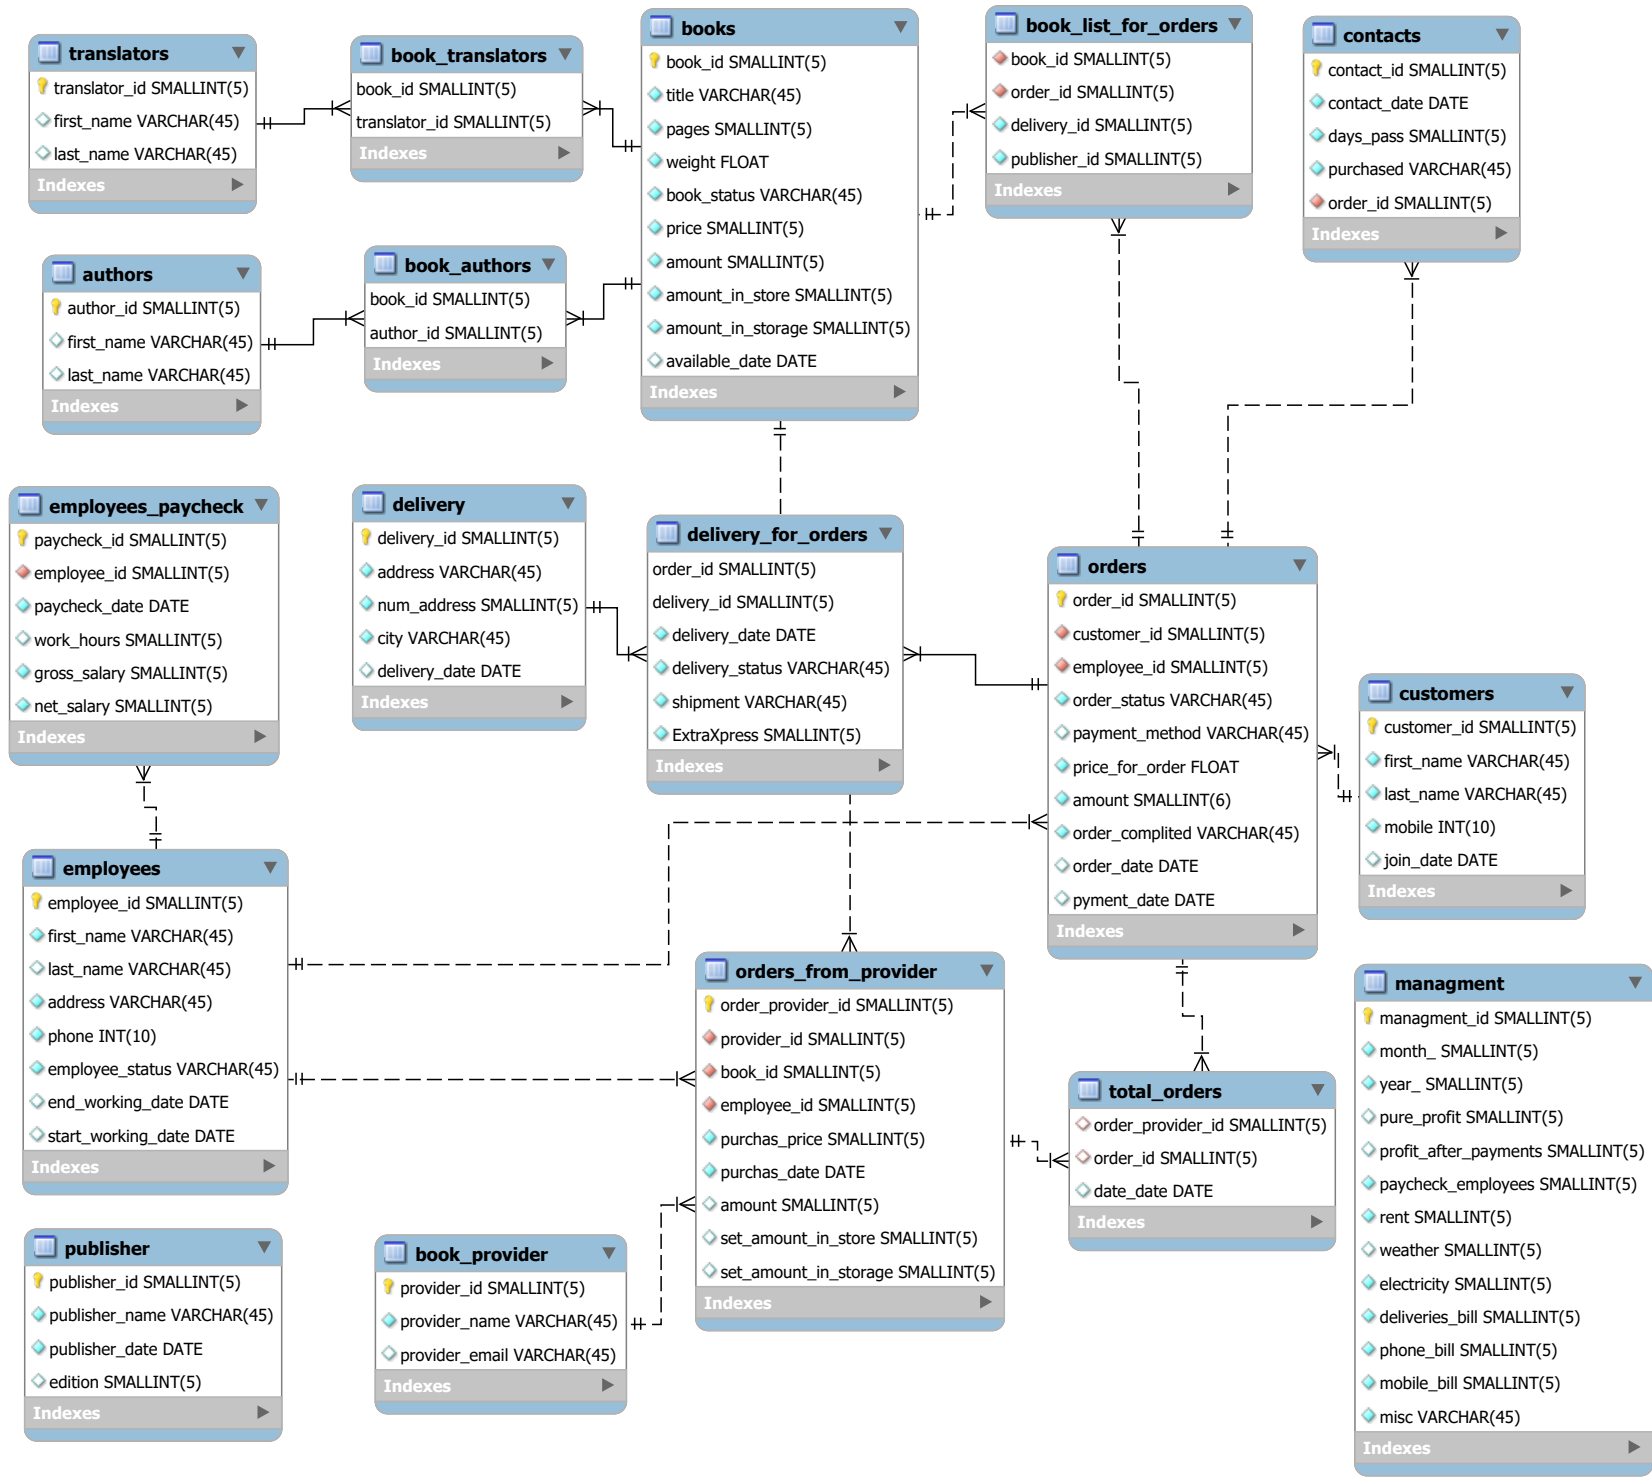 translators
translator_id SMALLINT(5)
first_name VARCHAR(45)
last_name VARCHAR(45)
Indexes
book_translators
book_id SMALLINT(5)
translator_id SMALLINT(5)
Indexes
books
book_id SMALLINT(5)
title VARCHAR(45)
pages SMALLINT(5)
weight FLOAT
book_status VARCHAR(45)
price SMALLINT(5)
amount SMALLINT(5)
amount_in_store SMALLINT(5)
amount_in_storage SMALLINT(5)
available_date DATE
Indexes
book_list_for_orders
book_id SMALLINT(5)
order_id SMALLINT(5)
delivery_id SMALLINT(5)
publisher_id SMALLINT(5)
Indexes
contacts
contact_id SMALLINT(5)
contact_date DATE
days_pass SMALLINT(5)
purchased VARCHAR(45)
order_id SMALLINT(5)
Indexes
authors
author_id SMALLINT(5)
first_name VARCHAR(45)
last_name VARCHAR(45)
Indexes
book_authors
book_id SMALLINT(5)
author_id SMALLINT(5)
Indexes
employees_paycheck
paycheck_id SMALLINT(5)
employee_id SMALLINT(5)
paycheck_date DATE
work_hours SMALLINT(5)
gross_salary SMALLINT(5)
net_salary SMALLINT(5)
Indexes
delivery
delivery_id SMALLINT(5)
address VARCHAR(45)
num_address SMALLINT(5)
city VARCHAR(45)
delivery_date DATE
Indexes
delivery_for_orders
order_id SMALLINT(5)
delivery_id SMALLINT(5)
delivery_date DATE
delivery_status VARCHAR(45)
shipment VARCHAR(45)
ExtraXpress SMALLINT(5)
Indexes
orders
order_id SMALLINT(5)
customer_id SMALLINT(5)
employee_id SMALLINT(5)
order_status VARCHAR(45)
payment_method VARCHAR(45)
price_for_order FLOAT
amount SMALLINT(6)
order_complited VARCHAR(45)
order_date DATE
pyment_date DATE
Indexes
customers
customer_id SMALLINT(5)
first_name VARCHAR(45)
last_name VARCHAR(45)
mobile INT(10)
join_date DATE
Indexes
employees
employee_id SMALLINT(5)
first_name VARCHAR(45)
last_name VARCHAR(45)
address VARCHAR(45)
phone INT(10)
employee_status VARCHAR(45)
end_working_date DATE
start_working_date DATE
Indexes
orders_from_provider
order_provider_id SMALLINT(5)
provider_id SMALLINT(5)
book_id SMALLINT(5)
employee_id SMALLINT(5)
purchas_price SMALLINT(5)
purchas_date DATE
amount SMALLINT(5)
set_amount_in_store SMALLINT(5)
set_amount_in_storage SMALLINT(5)
Indexes
total_orders
order_provider_id SMALLINT(5)
order_id SMALLINT(5)
date_date DATE
Indexes
managment
managment_id SMALLINT(5)
month_ SMALLINT(5)
year_ SMALLINT(5)
pure_profit SMALLINT(5)
profit_after_payments SMALLINT(5)
paycheck_employees SMALLINT(5)
rent SMALLINT(5)
weather SMALLINT(5)
electricity SMALLINT(5)
deliveries_bill SMALLINT(5)
phone_bill SMALLINT(5)
mobile_bill SMALLINT(5)
misc VARCHAR(45)
Indexes
publisher
publisher_id SMALLINT(5)
publisher_name VARCHAR(45)
publisher_date DATE
edition SMALLINT(5)
Indexes
book_provider
provider_id SMALLINT(5)
provider_name VARCHAR(45)
provider_email VARCHAR(45)
Indexes